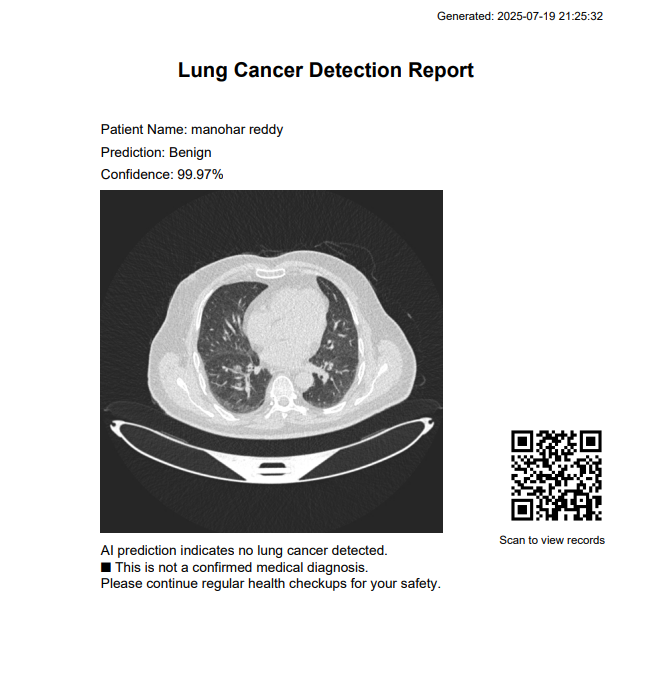 Generated: 2025-07-19 21:25:32
Lung Cancer Detection Report
Patient Name: manohar reddy
Prediction: Benign
Confidence: 99.97%
AI prediction indicates no lung cancer detected.
■ This is not a confirmed medical diagnosis.
Please continue regular health checkups for your safety.
Scan to view records